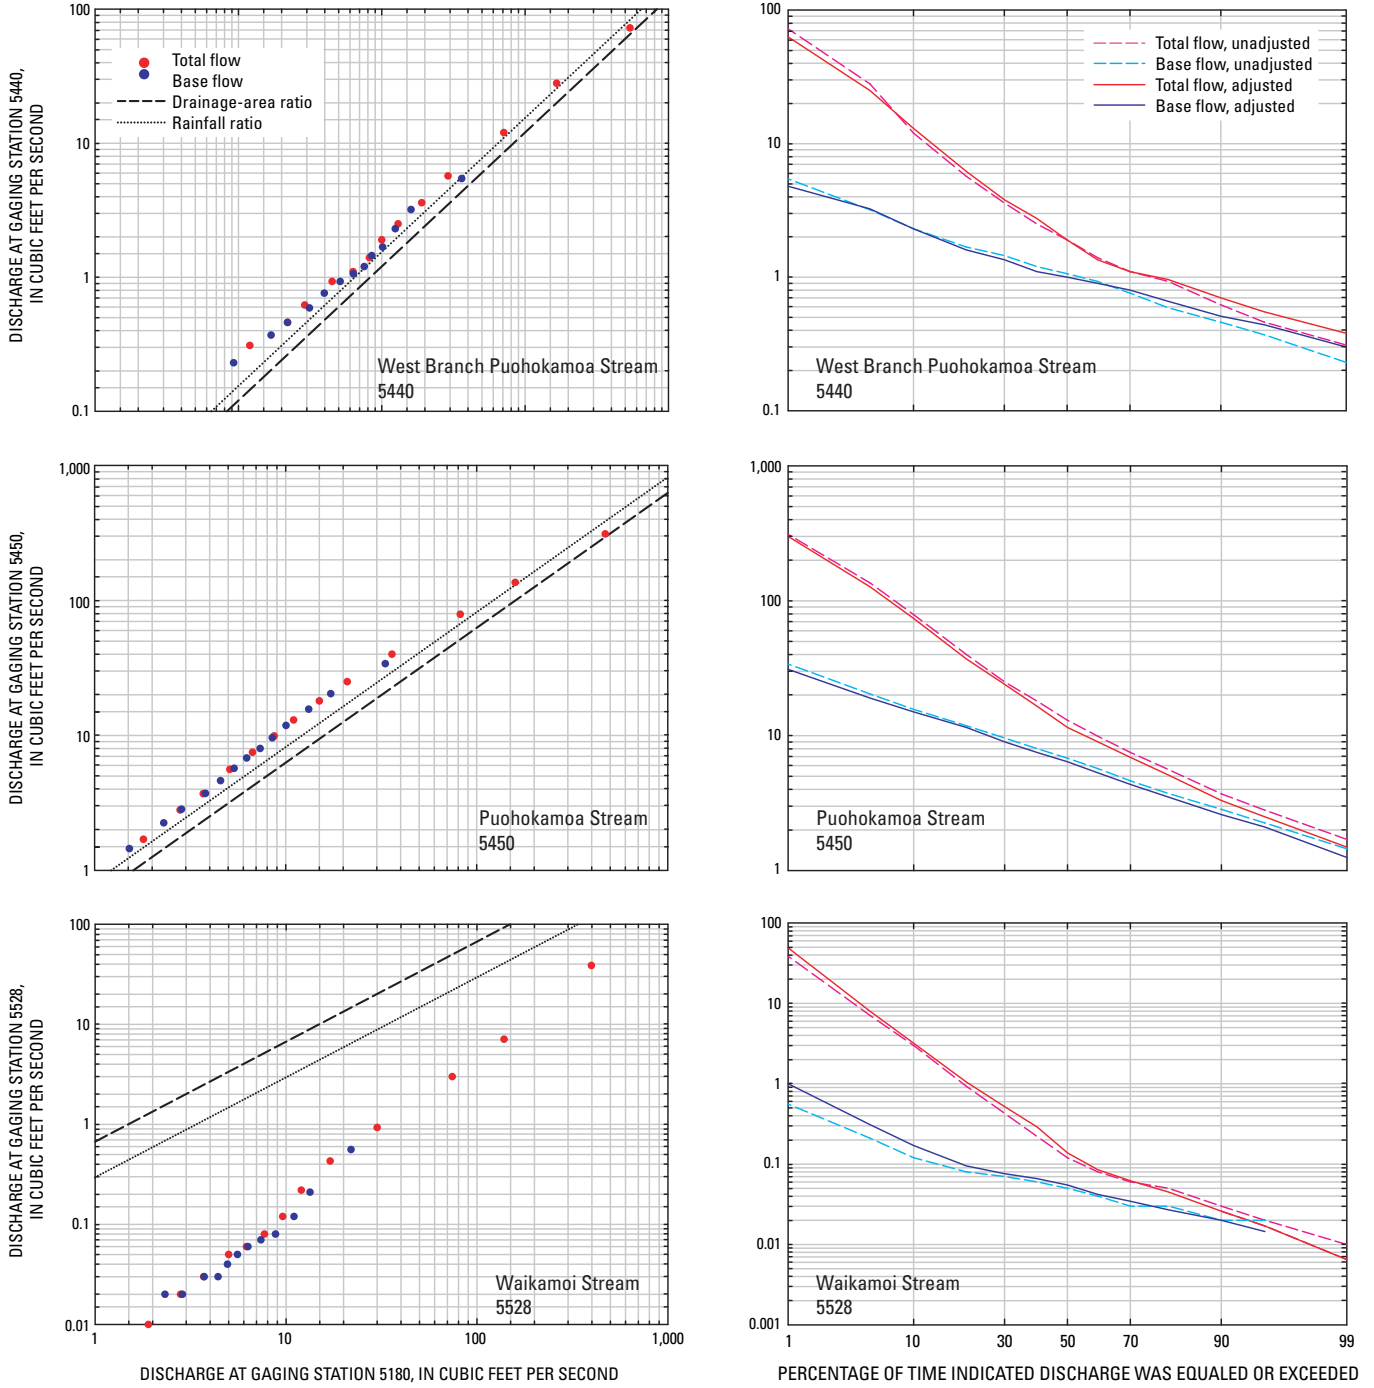 DISCHARGE AT GAGING STATION 5440,
IN CUBIC FEET PER SECOND
100
10
1
0.1
Total flow
Base flow
Drainage-area ratio
Rainfall ratio
West Branch Puohokamoa Stream
5440
100
10
1
0.1
Total flow, unadjusted
Base flow, unadjusted
Total flow, adjusted
Base flow, adjusted
West Branch Puohokamoa Stream
5440
DISCHARGE AT GAGING STATION 5450,
IN CUBIC FEET PER SECOND
1,000
100
10
1
Puohokamoa Stream
5450
1,000
100
10
1
Puohokamoa Stream
5450
DISCHARGE AT GAGING STATION 5528,
IN CUBIC FEET PER SECOND
100
10
1
0.1
0.01
Waikamoi Stream
5528
1 10 100 1,000
DISCHARGE AT GAGING STATION 5180, IN CUBIC FEET PER SECOND
100
10
1
0.1
0.01
0.001
Waikamoi Stream
5528
1 10 30 50 70 90 99
PERCENTAGE OF TIME INDICATED DISCHARGE WAS EQUALED OR EXCEEDED